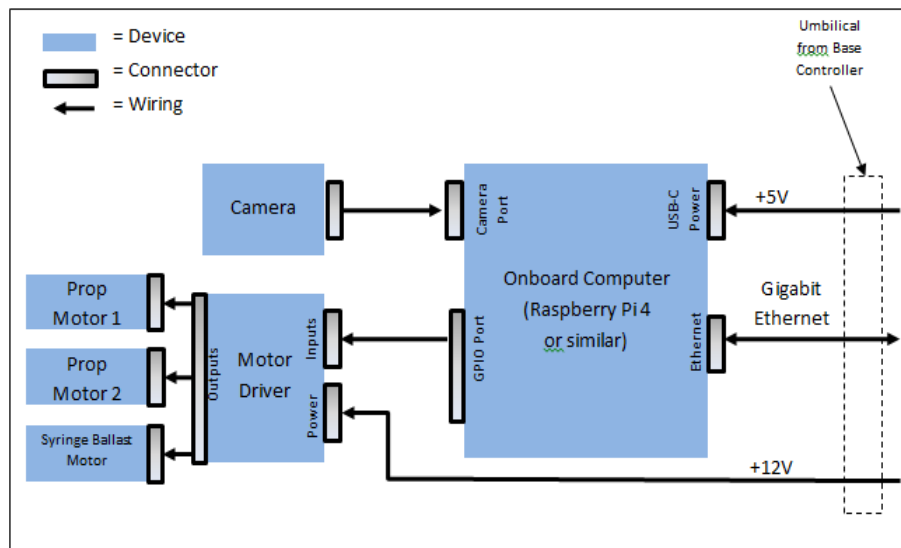 = Device
= Connector
= Wiring
Umbilical
from Base
Controller
Camera
Camera
Port
USB-C
Power
+5V
Onboard Computer
(Raspberry Pi 4
or similar)
Gigabit
Ethernet
Ethernet
GPIO Port
Prop
Motor 1
Prop
Motor 2
Syringe Ballast
Motor
Outputs
Motor
Driver
Inputs
Power
+12V